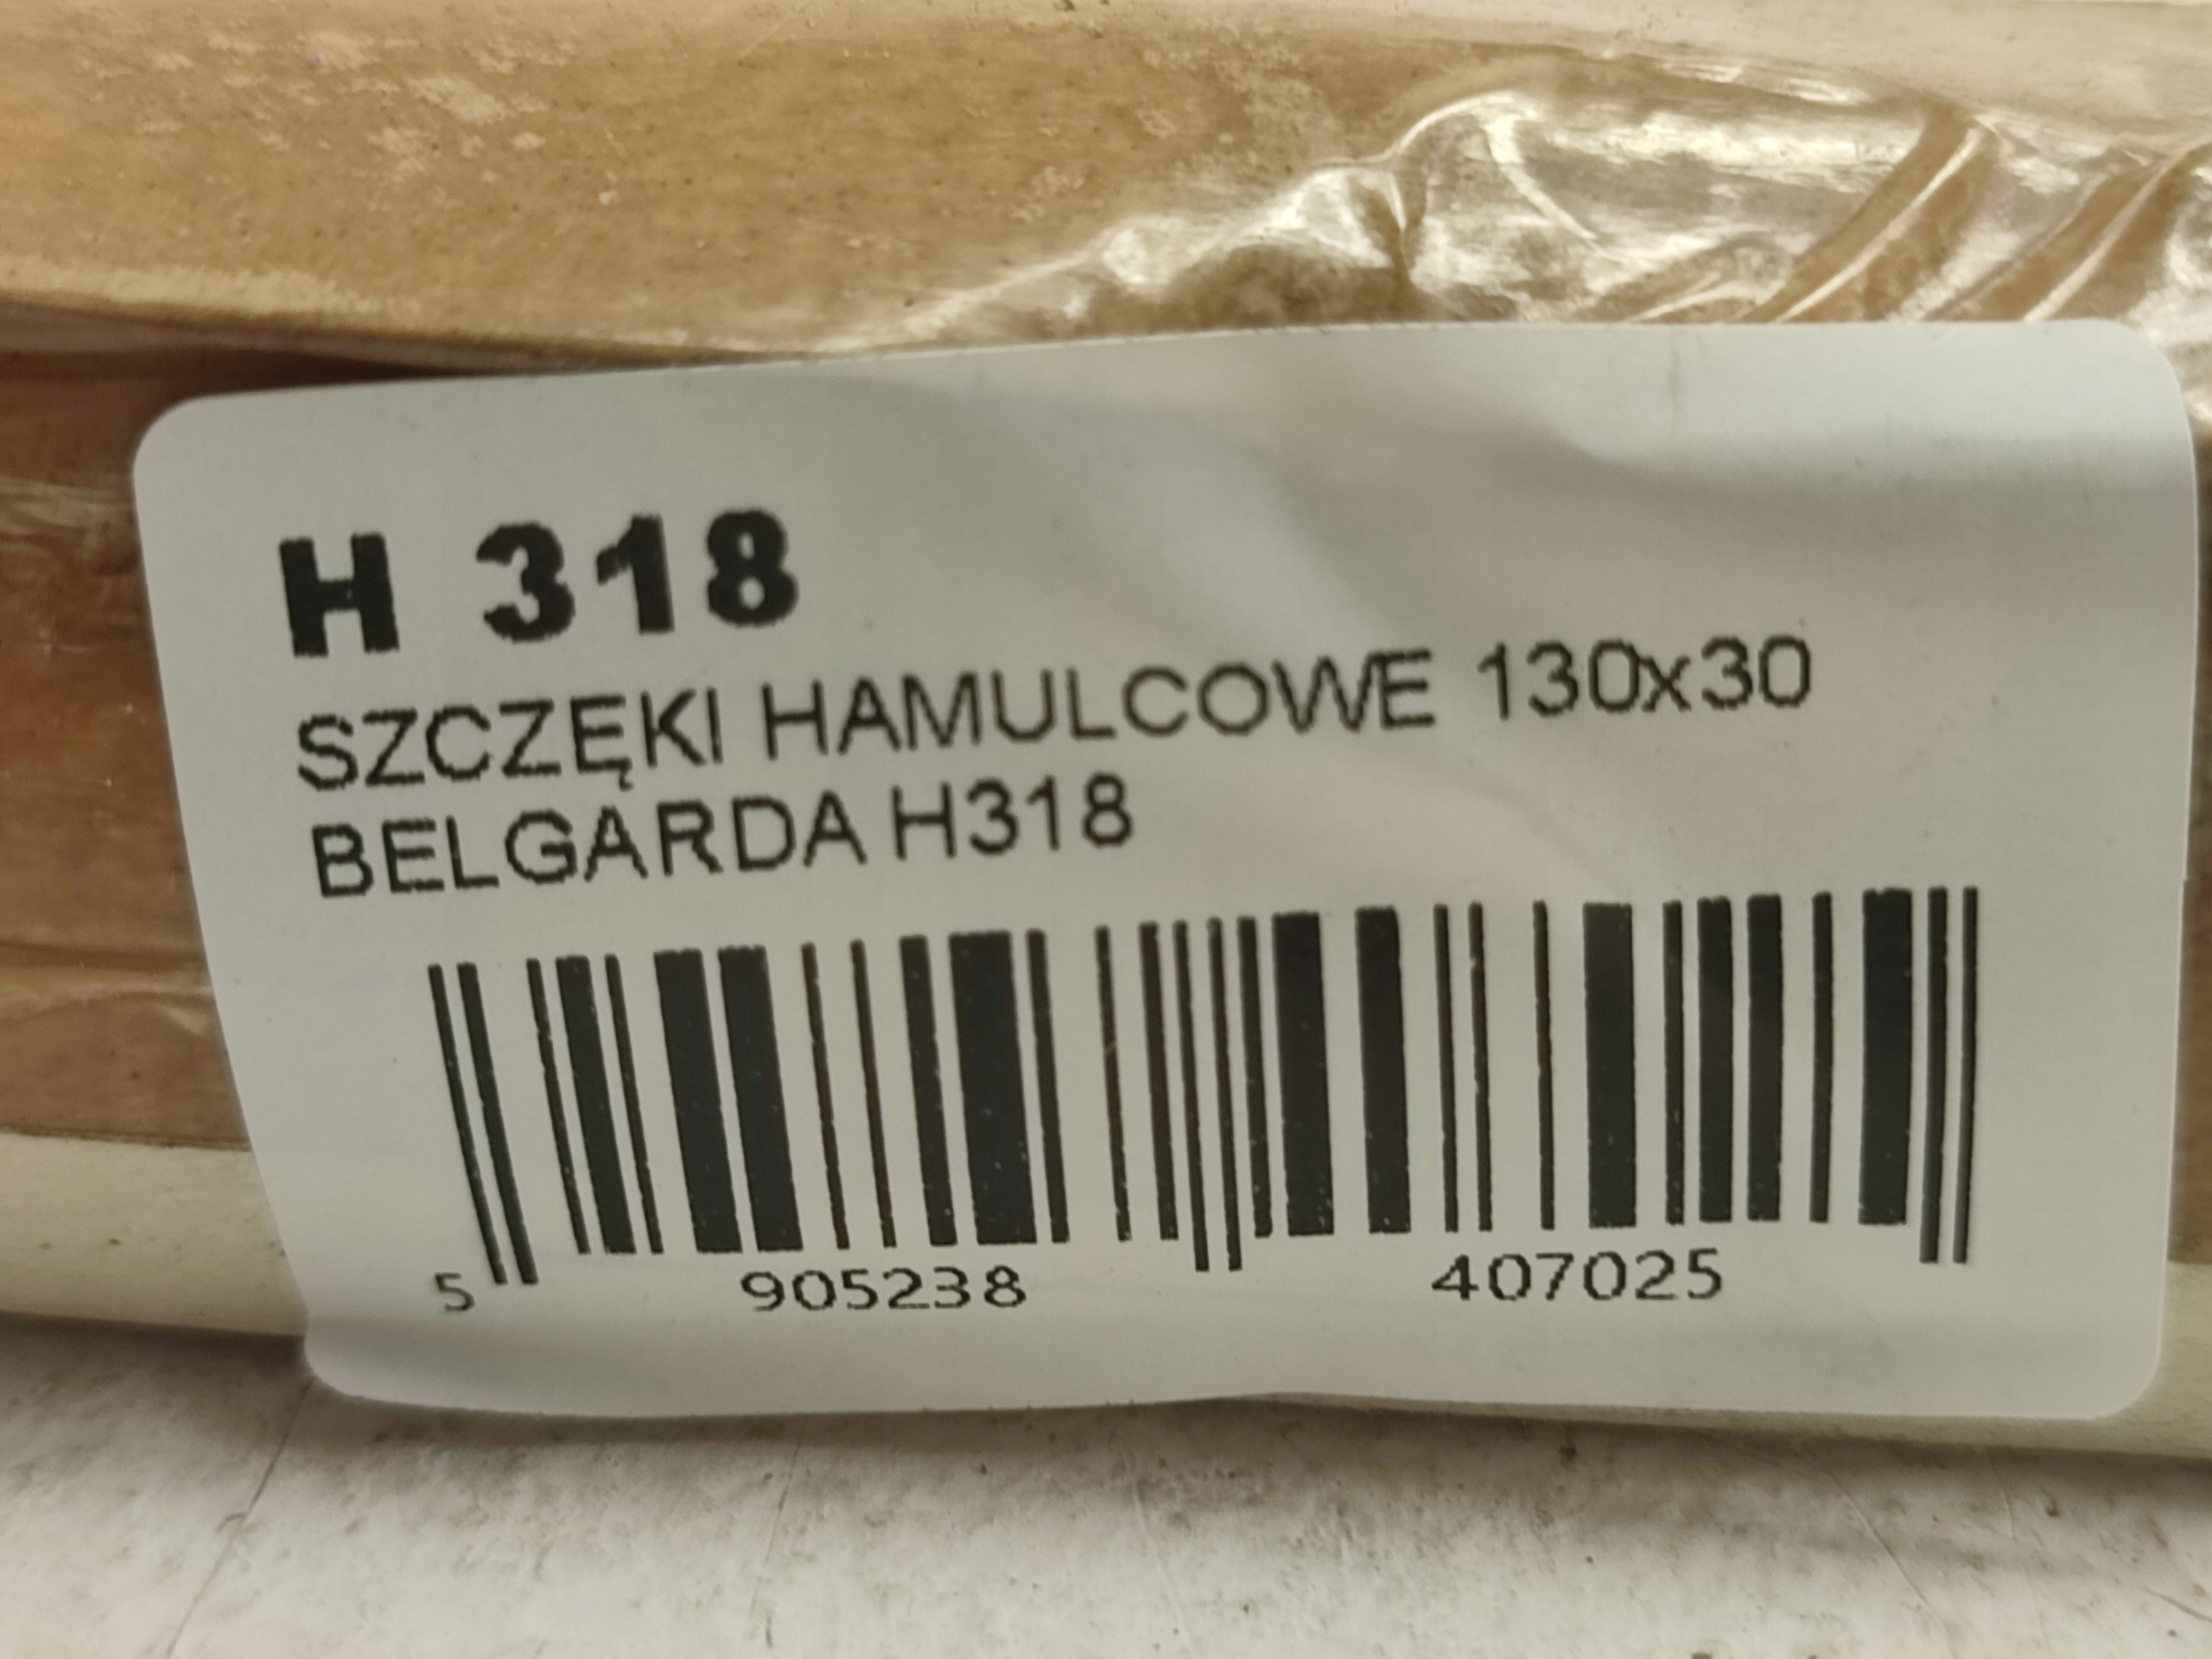 H 318
SZCZĘKI HAMULCOWE 130x30
BELGARDA H318
5 905238 407025